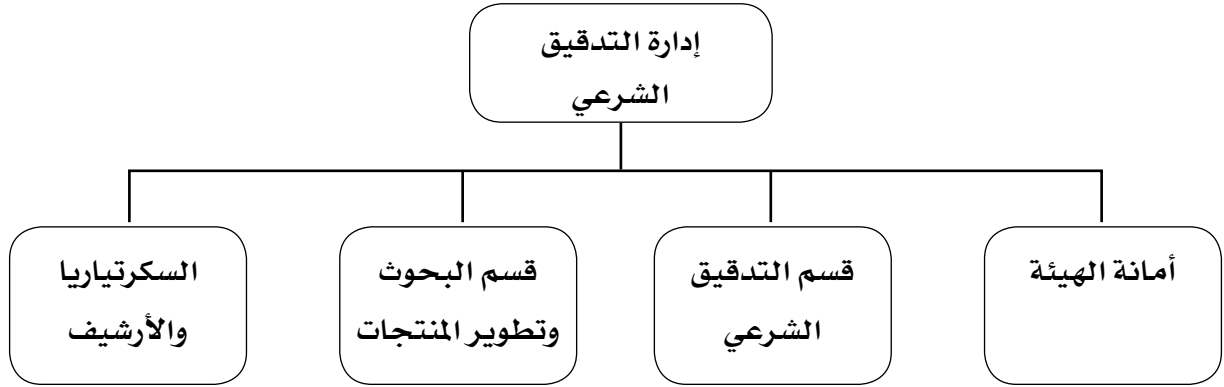 إدارة التدقيق
الشرعي
أمانة الهيئة
قسم التدقيق
الشرعي
قسم البحوث
وتطوير المنتجات
السكرتياريا
والأرشيف